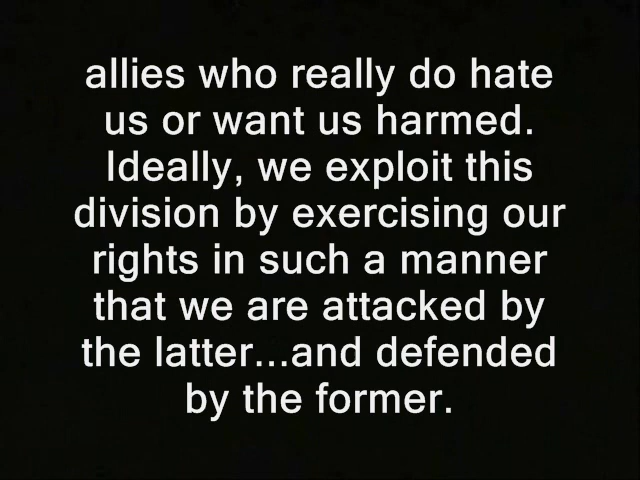 allies who really do hate
us or want us harmed.
Ideally, we exploit this
division by exercising our
rights in such a manner
that we are attacked by
the latter...and defended
by the former.